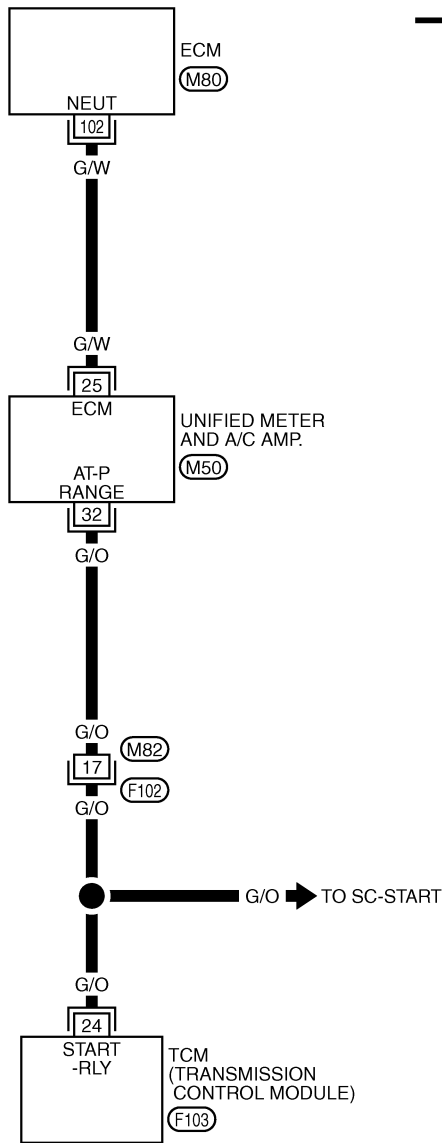 ECM
M80
NEUT
102
G/W
G/W
25
ECM
UNIFIED METER
AND A/C AMP.
M50
AT-P
RANGE
32
G/O
G/O
M82
17
F102
G/O
G/O
TO SC-START
G/O
24
START
-RLY
TCM
(TRANSMISSION
CONTROL MODULE)
F103